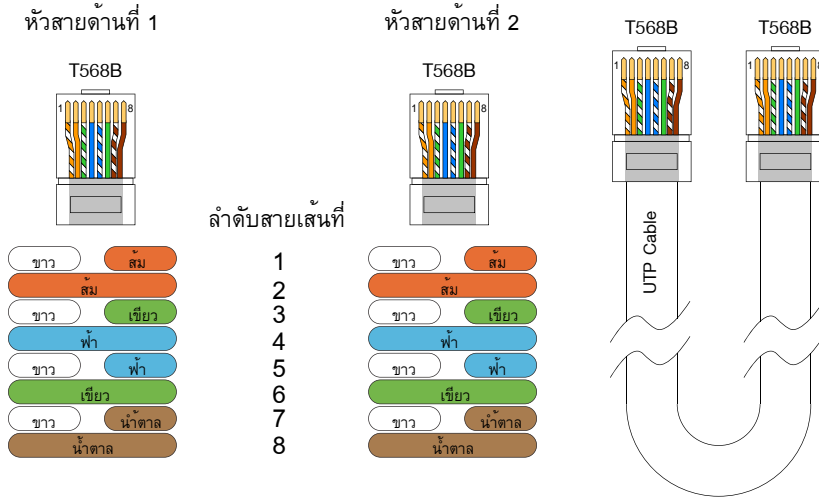 หัวสายด้านที่ 1
หัวสายด้านที่ 2
T568B
T568B
T568B
T568B
1 8
1 8
1 8
1 8
ลำดับสายเส้นที่
UTP Cable
ขาว ส้ม 1 ขาว ส้ม
ส้ม 2 ส้ม
ขาว เขียว 3 ขาว เขียว
ฟ้า 4 ฟ้า
ขาว ฟ้า 5 ขาว ฟ้า
เขียว 6 เขียว
ขาว น้ำตาล 7 ขาว น้ำตาล
น้ำตาล 8 น้ำตาล